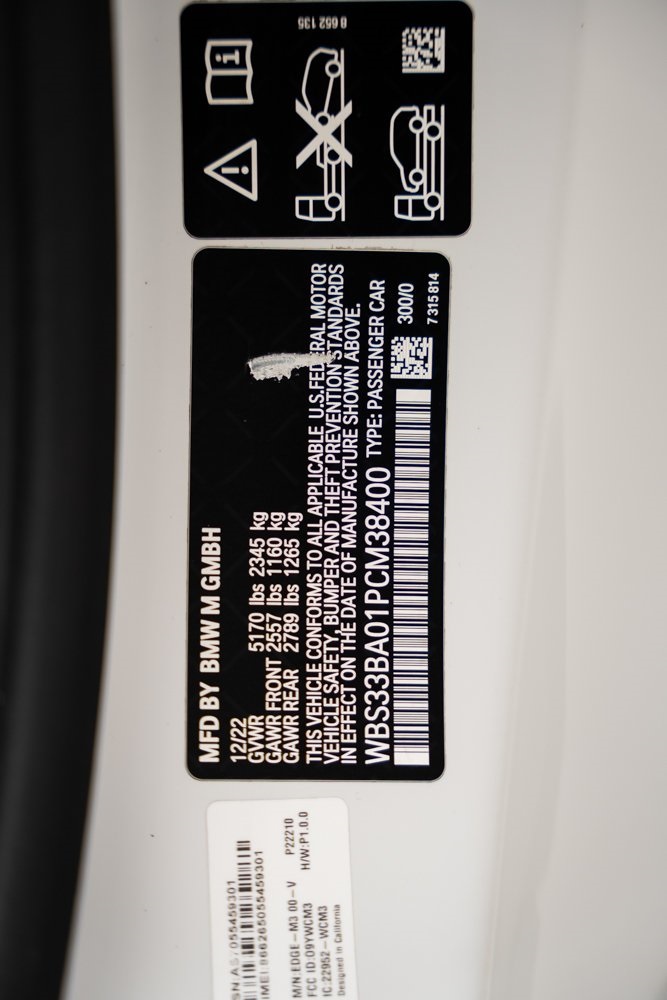 8 652 135
MFD BY BMW M GMBH
12/22
GVWR 5170 lbs 2345 kg
GAWR FRONT 2557 lbs 1160 kg
GAWR REAR 2789 lbs 1265 kg
THIS VEHICLE CONFORMS TO ALL APPLICABLE U.S.FEDERAL MOTOR
VEHICLE SAFETY, BUMPER AND THEFT PREVENTION STANDARDS
IN EFFECT ON THE DATE OF MANUFACTURE SHOWN ABOVE.
WBS33BA01PCM38400 TYPE: PASSENGER CAR
300/0
7 315 814
055459301
IMEI:866265055459301
M/N:EDGE-M3 00-V P22210
FCC ID:09YWCM3 H/W:P1.0.0
IC:22952-WCM3
Designed in California